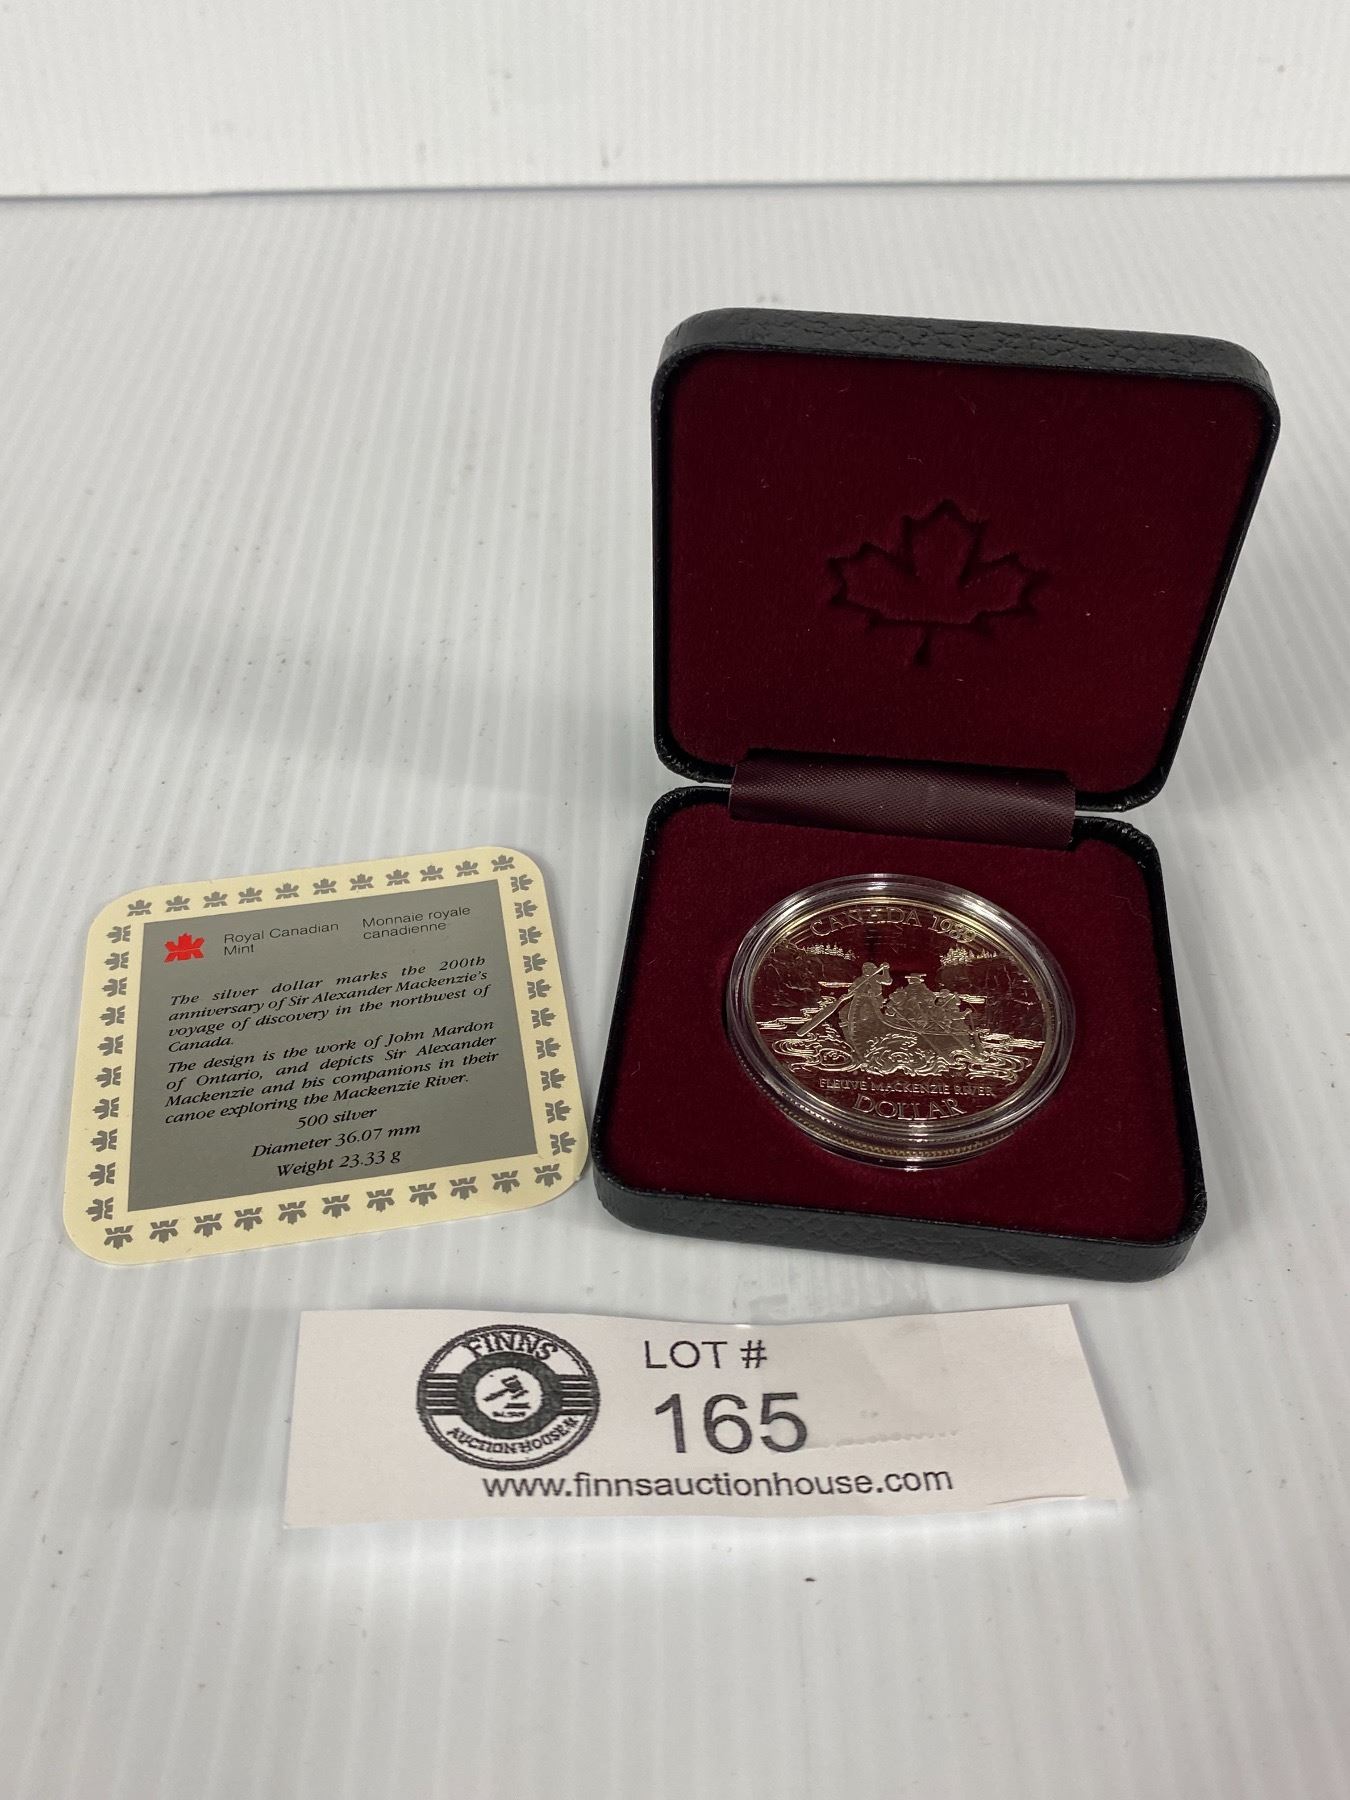 Royal Canadian Mint
Monnaie royale canadienne
The silver dollar marks the 200th
anniversary of Sir Alexander Mackenzie's
voyage of discovery in the northwest of
Canada.
The design is the work of John Mardon
of Ontario, and depicts Sir Alexander
Mackenzie and his companions in their
canoe exploring the Mackenzie River.
500 silver
Diameter 36.07 mm
Weight 23.33 g
CANADA 1989
FLEUVE MACKENZIE RIVER
DOLLAR
FINNS
AUCTION HOUSE
LOT #
165
www.finnsauctionhouse.com